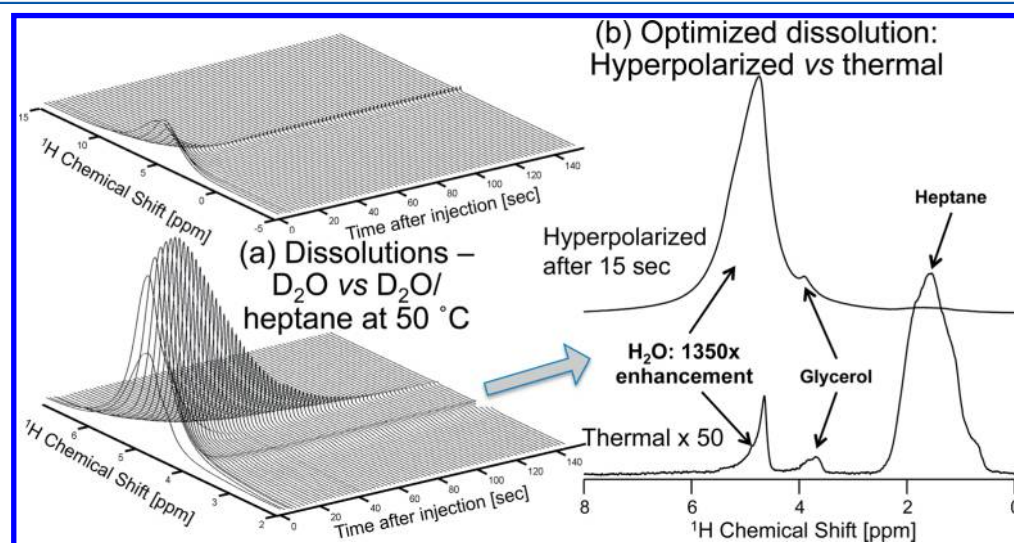 15
10
5
0
-5
¹H Chemical Shift [ppm]
0
20
40
60
80
100
120
140
Time after injection [sec]
(a) Dissolutions –
D₂O vs D₂O/
heptane at 50 ˚C
6
5
4
3
2
¹H Chemical Shift [ppm]
0
20
40
60
80
100
120
140
Time after injection [sec]
(b) Optimized dissolution:
Hyperpolarized vs thermal
Heptane
Hyperpolarized
after 15 sec
H₂O: 1350x
enhancement
Glycerol
Thermal x 50
8 6 4 2 0
¹H Chemical Shift [ppm]